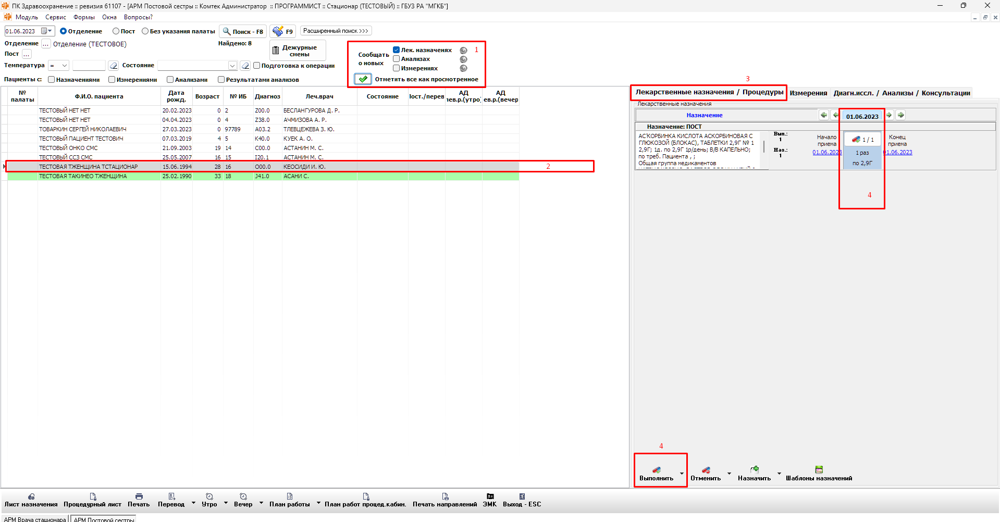 ПК Здравоохранение :: ревизия 61107 - [АРМ Постовой сестры :: Комтек Администратор :: ПРОГРАММИСТ :: Стационар (ТЕСТОВЫЙ) :: ГБУЗ РА "МГКБ"]
Модуль Сервис Формы Окна Вопросы?
01.06.2023 Отделение Пост Без указания палаты Поиск - F8 F9 Расширенный поиск >>>
Отделение ... Отделение (ТЕСТОВОЕ) Найдено: 8 Дежурные смены
Пост ...
Температура = Состояние Подготовка к операции
Пациенты с: Назначениями Измерениями Анализами Результатами анализов
Сообщать о новых
Лек. назначенях 1
Анализах
Измерениях
Отметить все как просмотренное
№ палаты Ф.И.О. пациента Дата рожд. Возраст № ИБ Диагноз Леч.врач Состояние Іост./перев АД лев.р.(утро) АД ев.р.(вечер
ТЕСТОВЫЙ НЕТ НЕТ 20.02.2023 0 2 Z00.0 БЕСЛАНГУРОВА Д. Р.
ТЕСТОВЫЙ НЕТ НЕТ 04.04.2023 0 4 Z38.0 АЧМИЗОВА А. Р.
ТОВАРКИН СЕРГЕЙ НИКОЛАЕВИЧ 27.03.2023 0 97789 A03.2 ТЛЕВЦЕЖЕВА З. Ю.
ТЕСТОВЫЙ ПАЦИЕНТ ТЕСТОВИЧ 07.03.2019 4 5 K40.0 КУЕК А. О.
ТЕСТОВЫЙ ОНКО СМС 21.09.2003 19 14 C00.0 АСТАНИН М. С.
ТЕСТОВЫЙ ССЗ СМС 25.05.2007 16 15 I20.1 АСТАНИН М. С.
ТЕСТОВАЯ ТЖЕНЩИНА ТСТАЦИОНАР 15.06.1994 28 16 O00.0 КЕОСИДИ И. Ю. 2
ТЕСТОВАЯ ТАКИНЕО ТЖЕНЩИНА 25.02.1990 33 18 J41.0 АСАНИ С.
3
Лекарственные назначения / Процедуры Измерения Диагн.иссл. / Анализы / Консультации
Лекарственные назначения
Назначение 01.06.2023
Назначение: ПОСТ
АСКОРБИНКА КИСЛОТА АСКОРБИНОВАЯ С
ГЛЮКОЗОЙ (БЛОКАС), ТАБЛЕТКИ 2,9Г № 1
2,9Г; 1д. по 2,9Г 1р/день; В/В КАПЕЛЬНО;
по треб. Пациента , ;
Общая группа медикаментов
Вып.: 1
Наз.: 1
Начало приема
01.06.2023
1 / 1
1 раз
по 2,9Г
Конец приема
01.06.2023
4
4
Выполнить Отменить Назначить Шаблоны назначений
Лист назначения Процедурный лист Печать Перевод Утро Вечер План работы План работ процед.кабин. Печать направлений ЭМК Выход - ESC
АРМ Врача стационара АРМ Постовой сестры